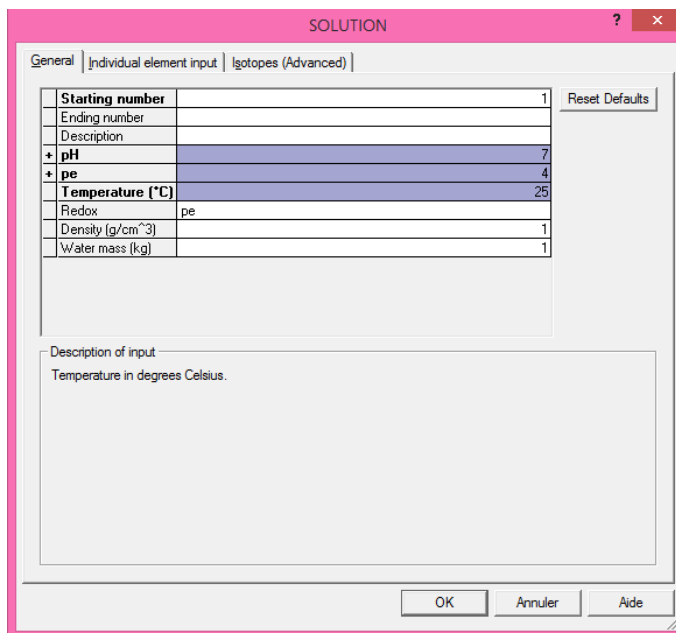 SOLUTION ? ×
General Individual element input Isotopes (Advanced)
Starting number 1 Reset Defaults
Ending number
Description
+ pH 7
+ pe 4
Temperature (°C) 25
Redox pe
Density (g/cm^3) 1
Water mass (kg) 1
Description of input
Temperature in degrees Celsius.
OK Annuler Aide